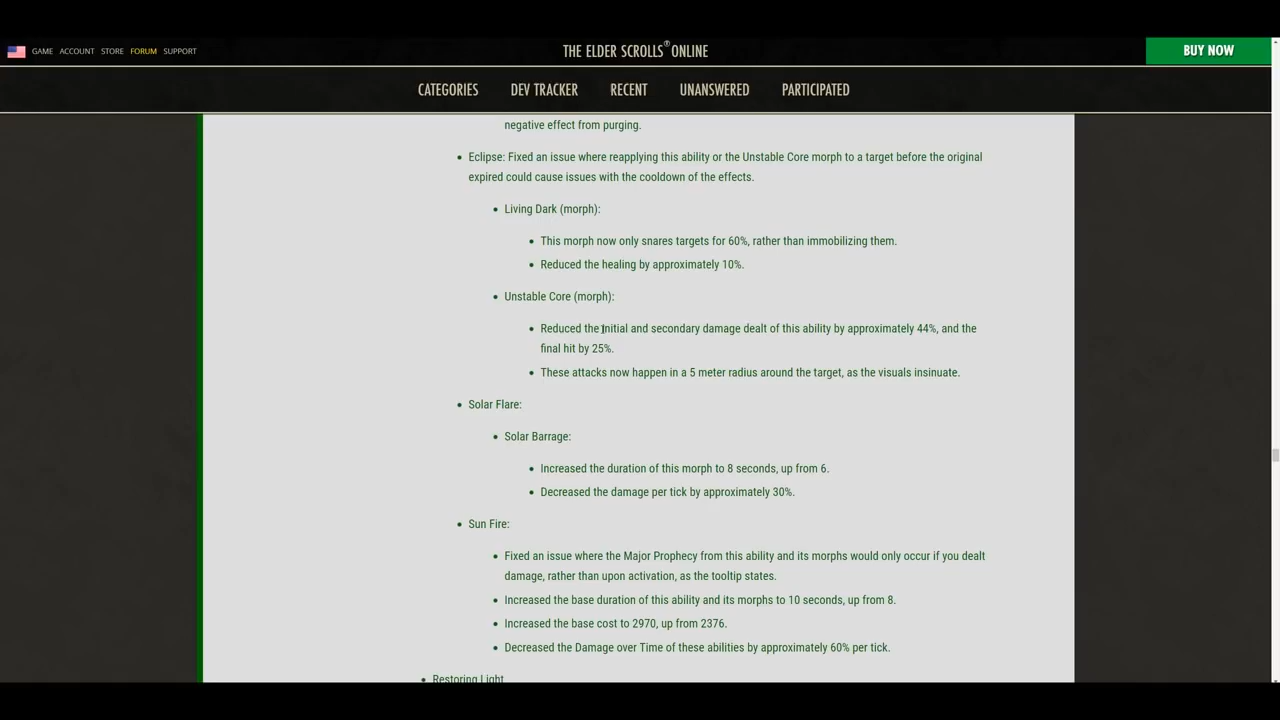 GAME ACCOUNT STORE FORUM SUPPORT
THE ELDER SCROLLS® ONLINE
BUY NOW
CATEGORIES DEV TRACKER RECENT UNANSWERED PARTICIPATED
negative effect from purging.
• Eclipse: Fixed an issue where reapplying this ability or the Unstable Core morph to a target before the original
expired could cause issues with the cooldown of the effects.
• Living Dark (morph):
• This morph now only snares targets for 60%, rather than immobilizing them.
• Reduced the healing by approximately 10%.
• Unstable Core (morph):
• Reduced the initial and secondary damage dealt of this ability by approximately 44%, and the
final hit by 25%.
• These attacks now happen in a 5 meter radius around the target, as the visuals insinuate.
• Solar Flare:
• Solar Barrage:
• Increased the duration of this morph to 8 seconds, up from 6.
• Decreased the damage per tick by approximately 30%.
• Sun Fire:
• Fixed an issue where the Major Prophecy from this ability and its morphs would only occur if you dealt
damage, rather than upon activation, as the tooltip states.
• Increased the base duration of this ability and its morphs to 10 seconds, up from 8.
• Increased the base cost to 2970, up from 2376.
• Decreased the Damage over Time of these abilities by approximately 60% per tick.
• Restoring Light